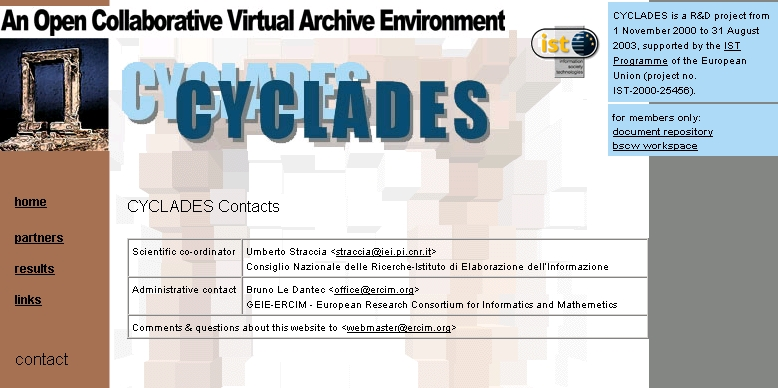 An Open Collaborative Virtual Archive Environment
CYCLADES
CYCLADES
ist
information
society
technologies
CYCLADES is a R&D project from
1 November 2000 to 31 August
2003, supported by the IST
Programme of the European
Union (project no.
IST-2000-25456).
for members only:
document repository
bscw workspace
home
partners
results
links
contact
CYCLADES Contacts
Scientific co-ordinator
Umberto Straccia <straccia@iei.pi.cnr.it>
Consiglio Nazionale delle Ricerche-Istituto di Elaborazione dell'Informazione
Administrative contact
Bruno Le Dantec <office@ercim.org>
GEIE-ERCIM - European Research Consortium for Informatics and Mathemetics
Comments & questions about this website to <webmaster@ercim.org>